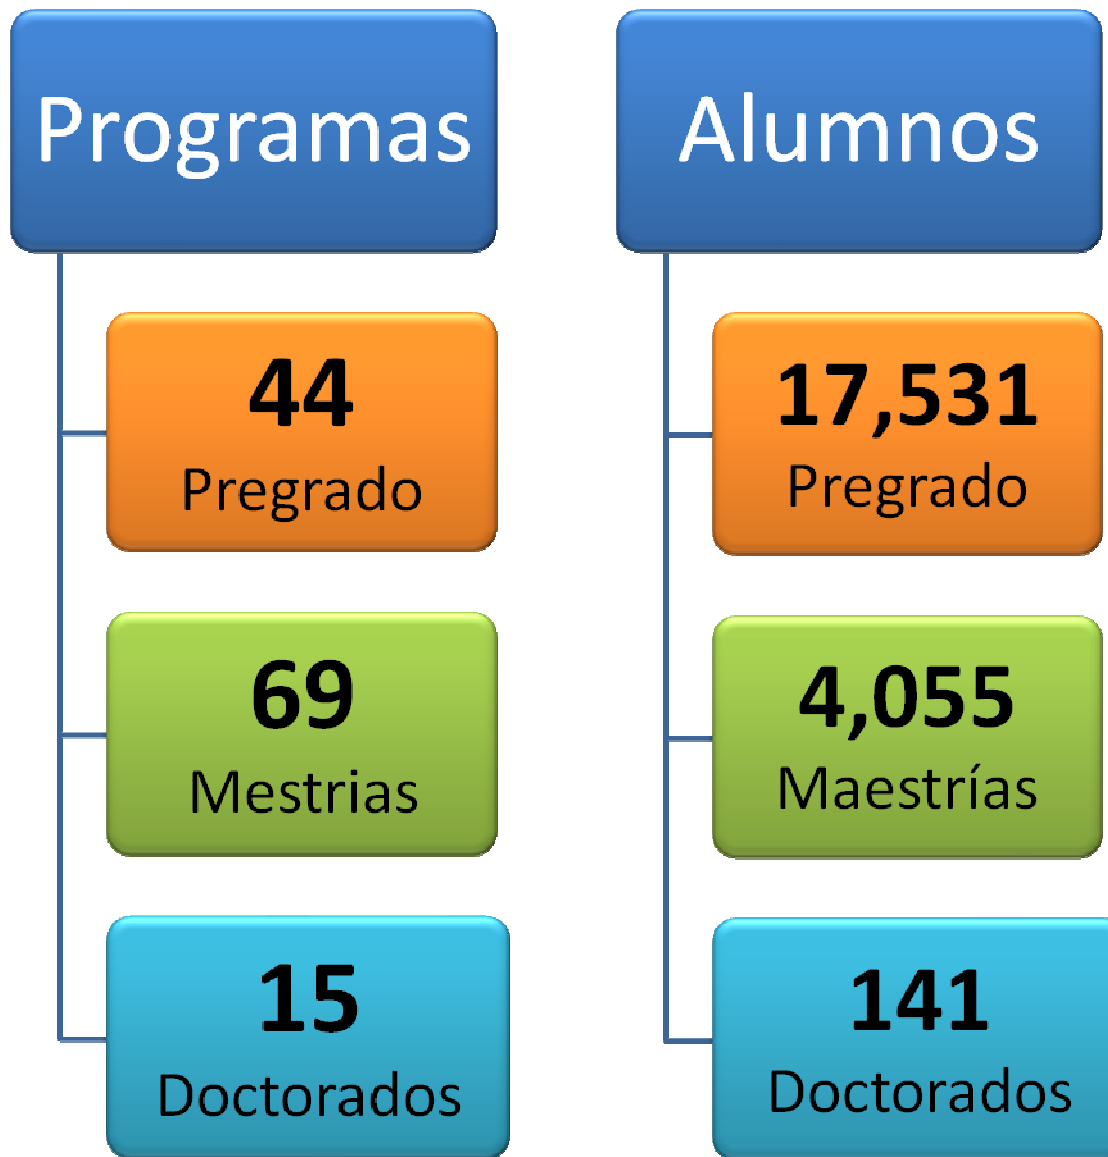 Programas
44
Pregrado
69
Mestrias
15
Doctorados
Alumnos
17,531
Pregrado
4,055
Maestrías
141
Doctorados